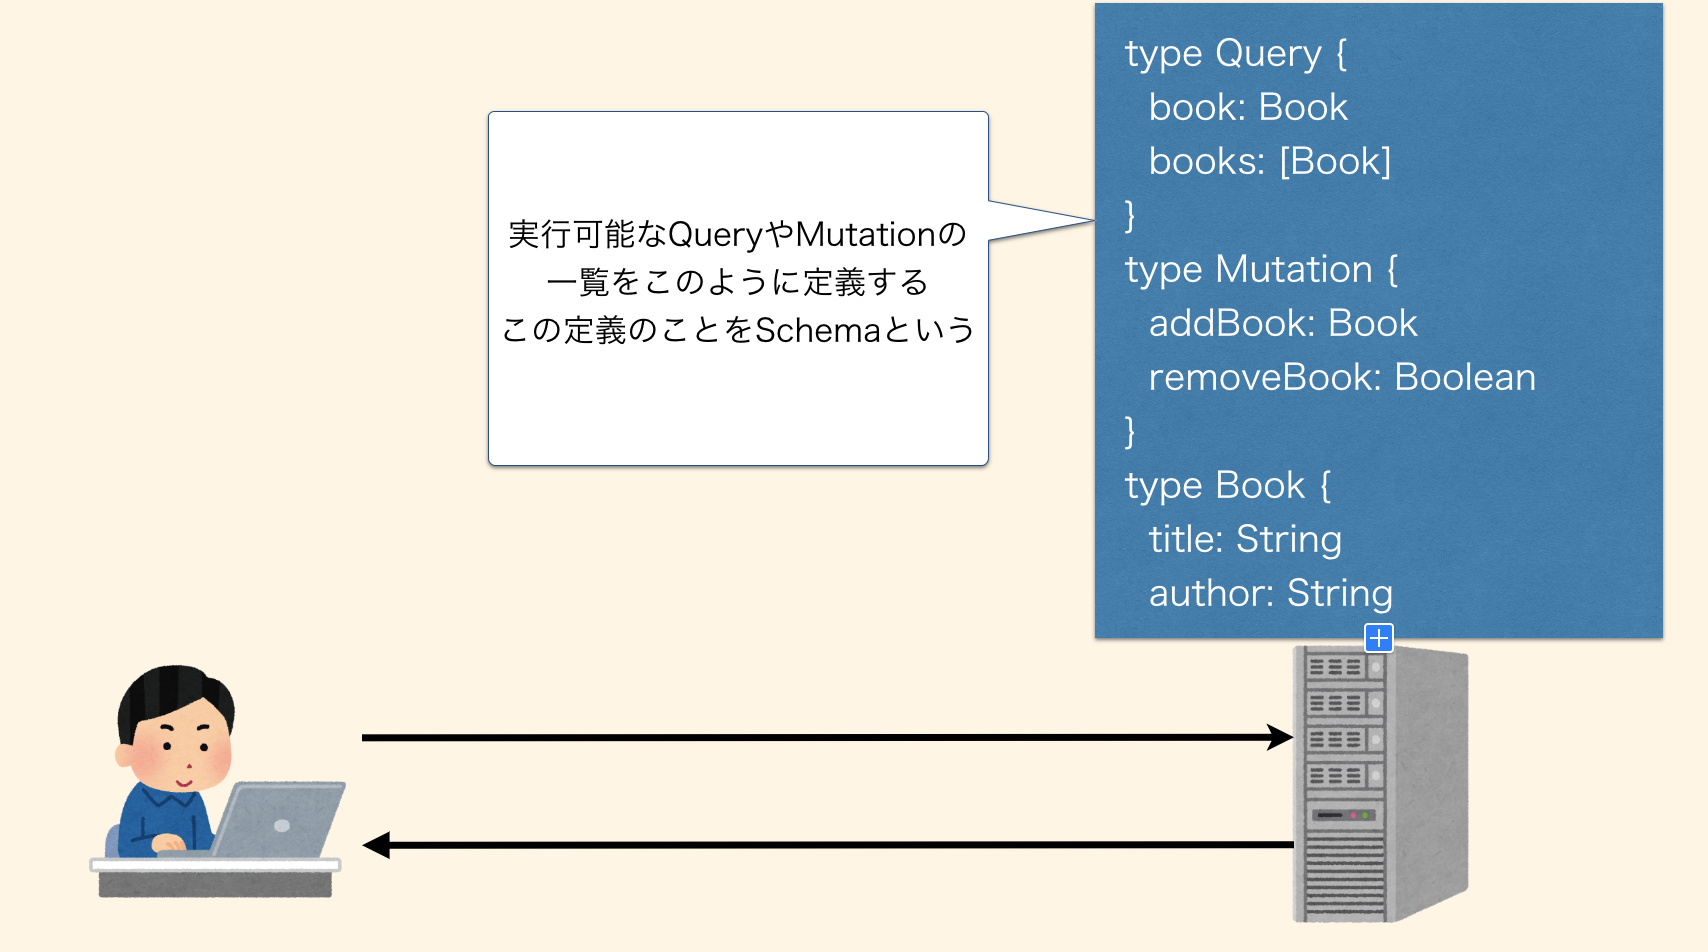 実行可能なQueryやMutationの
一覧をこのように定義する
この定義のことをSchemaという
type Query {
  book: Book
  books: [Book]
}
type Mutation {
  addBook: Book
  removeBook: Boolean
}
type Book {
  title: String
  author: String